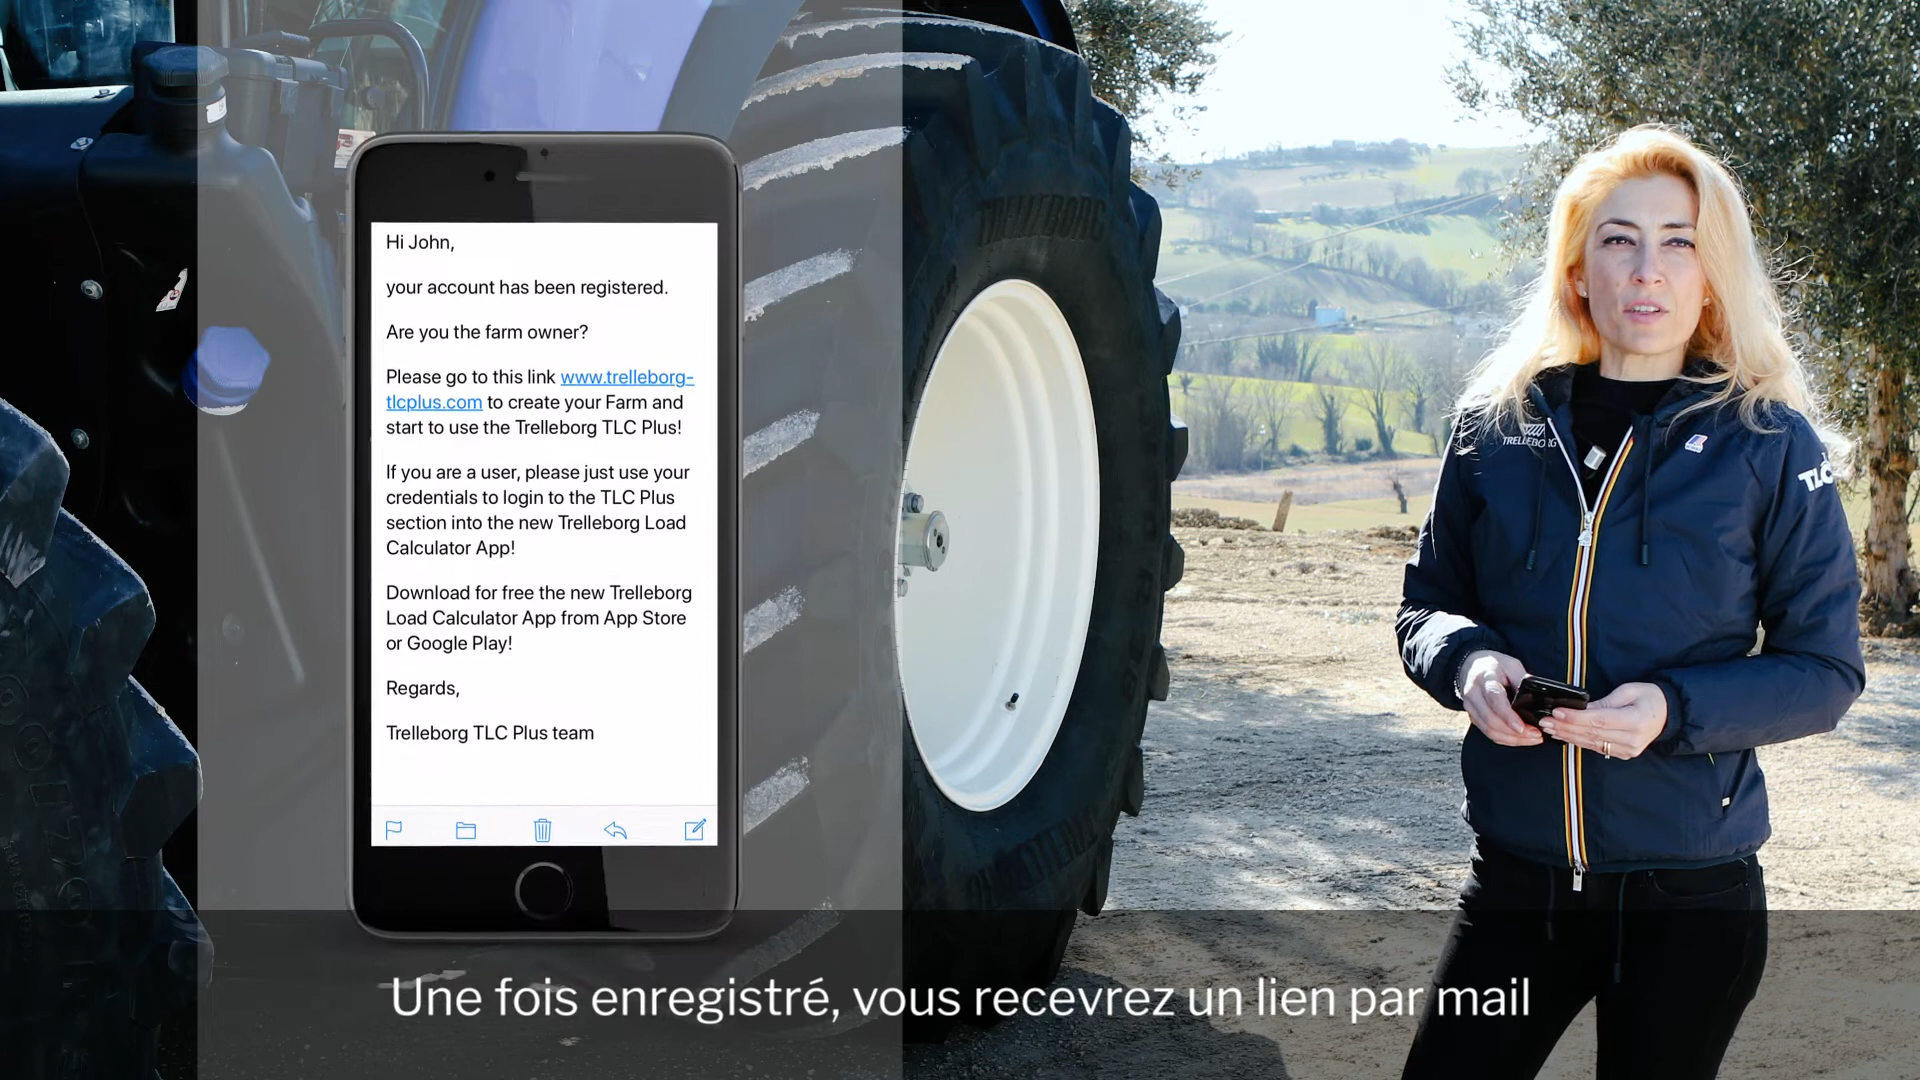 Hi John,
your account has been registered.
Are you the farm owner?
Please go to this link www.trelleborg-
tlcplus.com to create your Farm and
start to use the Trelleborg TLC Plus!
If you are a user, please just use your
credentials to login to the TLC Plus
section into the new Trelleborg Load
Calculator App!
Download for free the new Trelleborg
Load Calculator App from App Store
or Google Play!
Regards,
Trelleborg TLC Plus team
TRELLEBORG
TRELLEBORG
TRELLEBORG
TLC
Une fois enregistré, vous recevrez un lien par mail